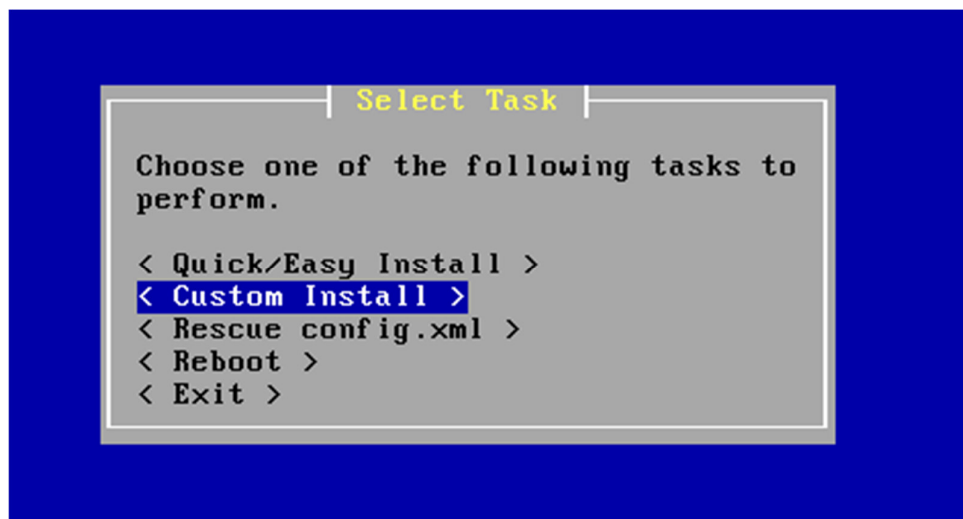 Select Task
Choose one of the following tasks to
perform.
< Quick/Easy Install >
< Custom Install >
< Rescue config.xml >
< Reboot >
< Exit >